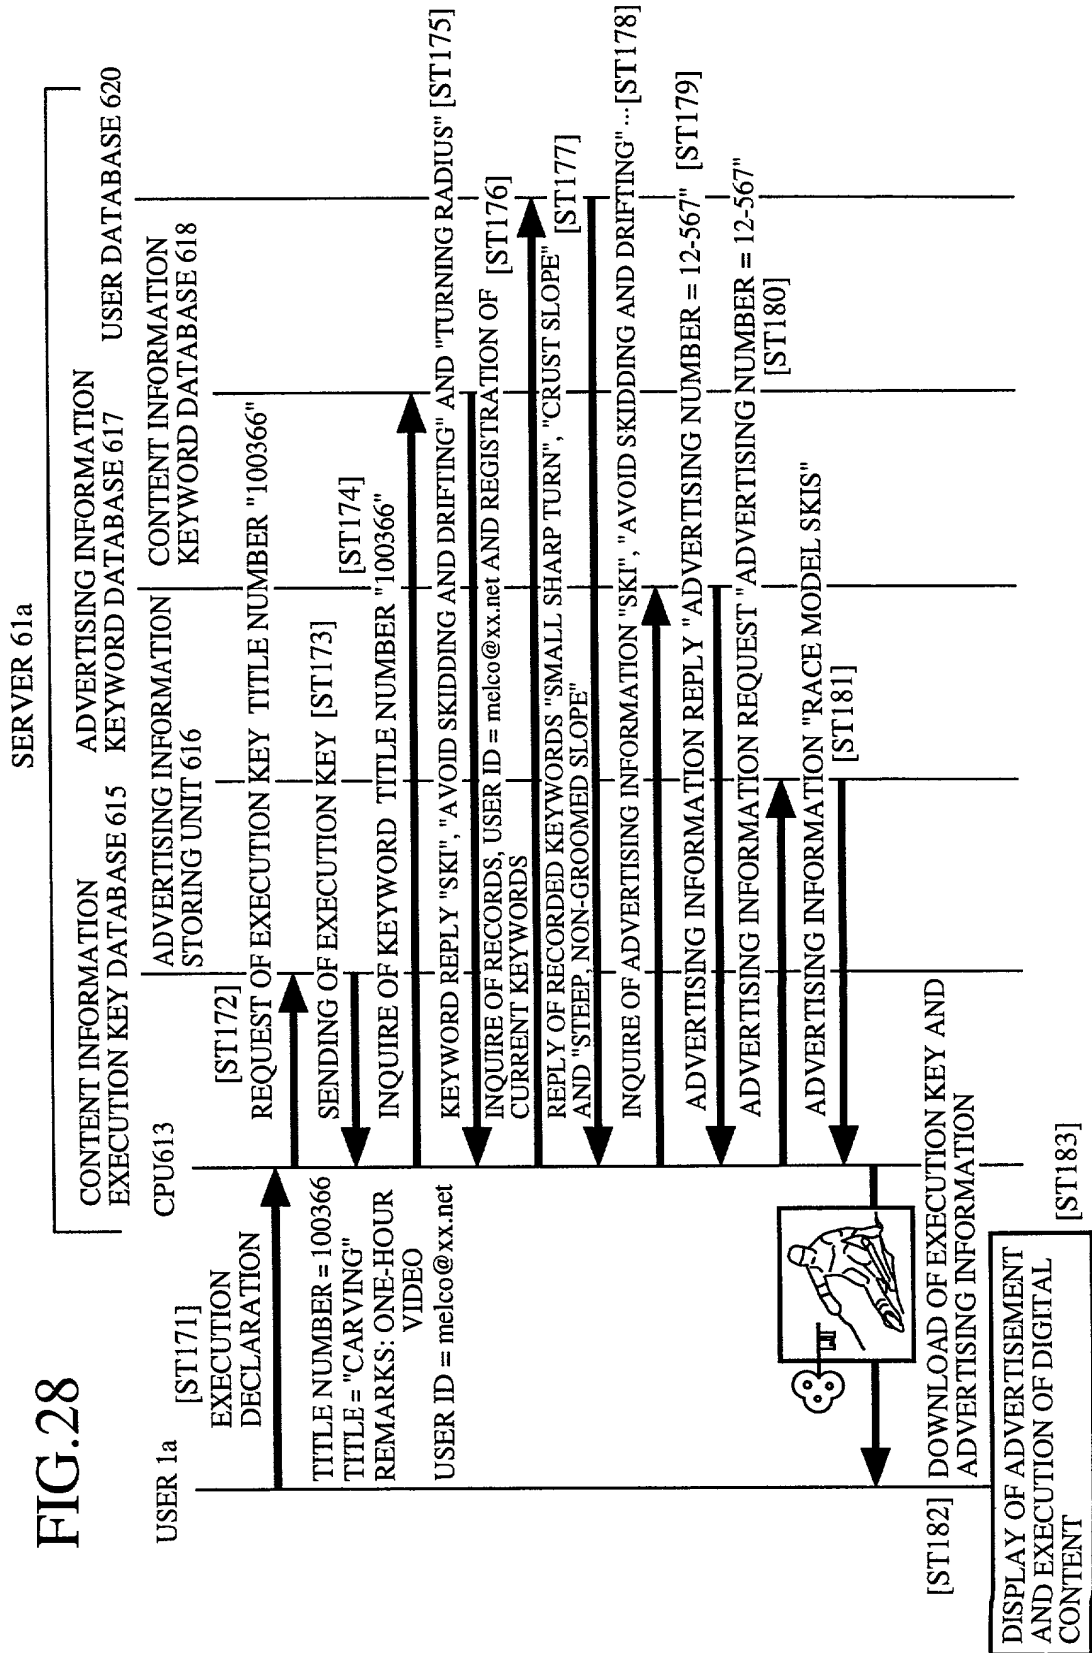 FIG.28
SERVER 61a
USER 1a
CPU613
CONTENT INFORMATION
EXECUTION KEY DATABASE 615
ADVERTISING INFORMATION
STORING UNIT 616
ADVERTISING INFORMATION
KEYWORD DATABASE 617
CONTENT INFORMATION
KEYWORD DATABASE 618
USER DATABASE 620
[ST171]
EXECUTION
DECLARATION
TITLE NUMBER = 100366
TITLE = "CARVING"
REMARKS: ONE-HOUR
VIDEO
USER ID = melco@xx.net
[ST172]
REQUEST OF EXECUTION KEY TITLE NUMBER "100366"
SENDING OF EXECUTION KEY [ST173]
[ST174]
INQUIRE OF KEYWORD TITLE NUMBER "100366"
KEYWORD REPLY "SKI", "AVOID SKIDDING AND DRIFTING" AND "TURNING RADIUS" [ST175]
INQUIRE OF RECORDS, USER ID = melco@xx.net AND REGISTRATION OF
CURRENT KEYWORDS
[ST176]
REPLY OF RECORDED KEYWORDS "SMALL SHARP TURN", "CRUST SLOPE"
AND "STEEP, NON-GROOMED SLOPE"
[ST177]
INQUIRE OF ADVERTISING INFORMATION "SKI", "AVOID SKIDDING AND DRIFTING" ···[ST178]
ADVERTISING INFORMATION REPLY "ADVERTISING NUMBER = 12-567" [ST179]
ADVERTISING INFORMATION REQUEST "ADVERTISING NUMBER = 12-567"
[ST180]
ADVERTISING INFORMATION "RACE MODEL SKIS"
[ST181]
[ST182]
DOWNLOAD OF EXECUTION KEY AND
ADVERTISING INFORMATION
DISPLAY OF ADVERTISEMENT
AND EXECUTION OF DIGITAL
CONTENT
[ST183]